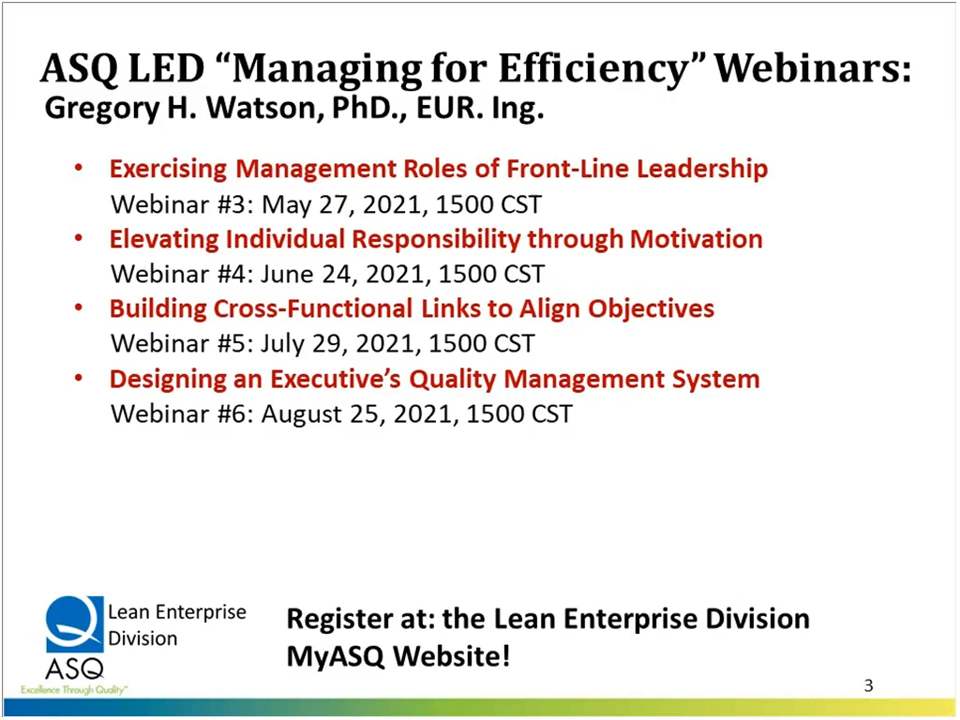 ASQ LED “Managing for Efficiency” Webinars:
Gregory H. Watson, PhD., EUR. Ing.
• Exercising Management Roles of Front-Line Leadership
Webinar #3: May 27, 2021, 1500 CST
• Elevating Individual Responsibility through Motivation
Webinar #4: June 24, 2021, 1500 CST
• Building Cross-Functional Links to Align Objectives
Webinar #5: July 29, 2021, 1500 CST
• Designing an Executive’s Quality Management System
Webinar #6: August 25, 2021, 1500 CST
Lean Enterprise
Division
ASQ
Excellence Through Quality™
Register at: the Lean Enterprise Division
MyASQ Website!
3